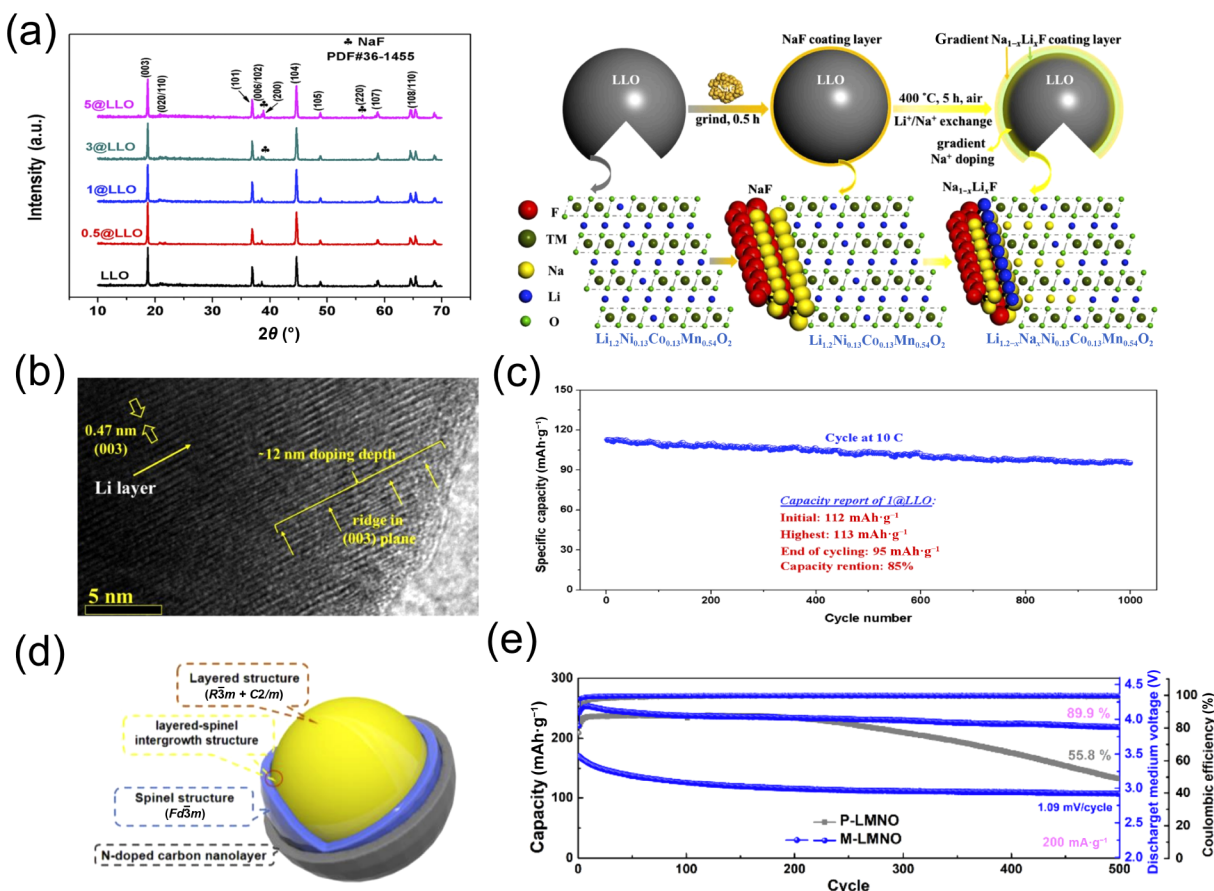 (a)
♣ NaF
PDF#36-1455
(003)
(020/110)
(101)
(006/102)
♣
(200)
(104)
(105)
♣(220)
(107)
(108/110)
5@LLO
3@LLO
♣
1@LLO
0.5@LLO
LLO
Intensity (a.u.)
10 20 30 40 50 60 70
2θ (°)
LLO
grind, 0.5 h
NaF coating layer
LLO
400 °C, 5 h, air
Li⁺/Na⁺ exchange
Gradient Na₁₋ₓLiₓF coating layer
LLO
gradient
Na⁺ doping
F
TM
Na
Li
O
NaF
Na₁₋ₓLiₓF
Li₁.₂Ni₀.₁₃Co₀.₁₃Mn₀.₅₄O₂
Li₁.₂Ni₀.₁₃Co₀.₁₃Mn₀.₅₄O₂
Li₁.₂₋ₓNaₓNi₀.₁₃Co₀.₁₃Mn₀.₅₄O₂
(b)
0.47 nm
(003)
Li layer
~12 nm doping depth
ridge in
(003) plane
5 nm
(c)
150
120
90
60
30
0
Specific capacity (mAh·g⁻¹)
Cycle at 10 C
Capacity report of 1@LLO:
Initial: 112 mAh·g⁻¹
Highest: 113 mAh·g⁻¹
End of cycling: 95 mAh·g⁻¹
Capacity rention: 85%
0 200 400 600 800 1000
Cycle number
(d)
Layered structure
(R3̄m + C2/m)
layered-spinel
intergrowth structure
Spinel structure
(Fd3̄m)
N-doped carbon nanolayer
(e)
300
200
100
0
Capacity (mAh·g⁻¹)
89.9 %
55.8 %
1.09 mV/cycle
P-LMNO
M-LMNO
200 mA·g⁻¹
0 100 200 300 400 500
Cycle
4.5
4.0
3.5
3.0
2.5
2.0
Discharget medium voltage (V)
100
80
60
40
20
0
Coulombic efficiency (%)